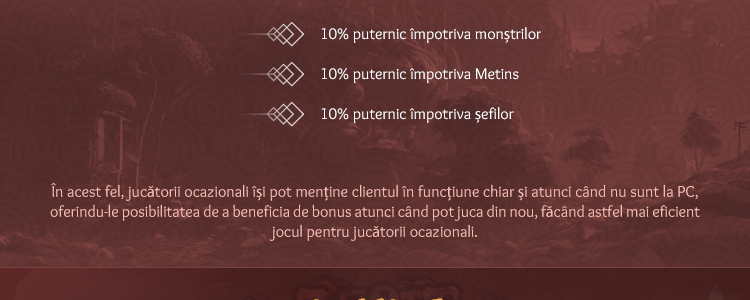 10% puternic împotriva monștrilor
10% puternic împotriva Metins
10% puternic împotriva șefilor
În acest fel, jucătorii ocazionali își pot menține clientul în funcțiune chiar și atunci când nu sunt la PC,
oferindu-le posibilitatea de a beneficia de bonus atunci când pot juca din nou, făcând astfel mai eficient
jocul pentru jucătorii ocazionali.